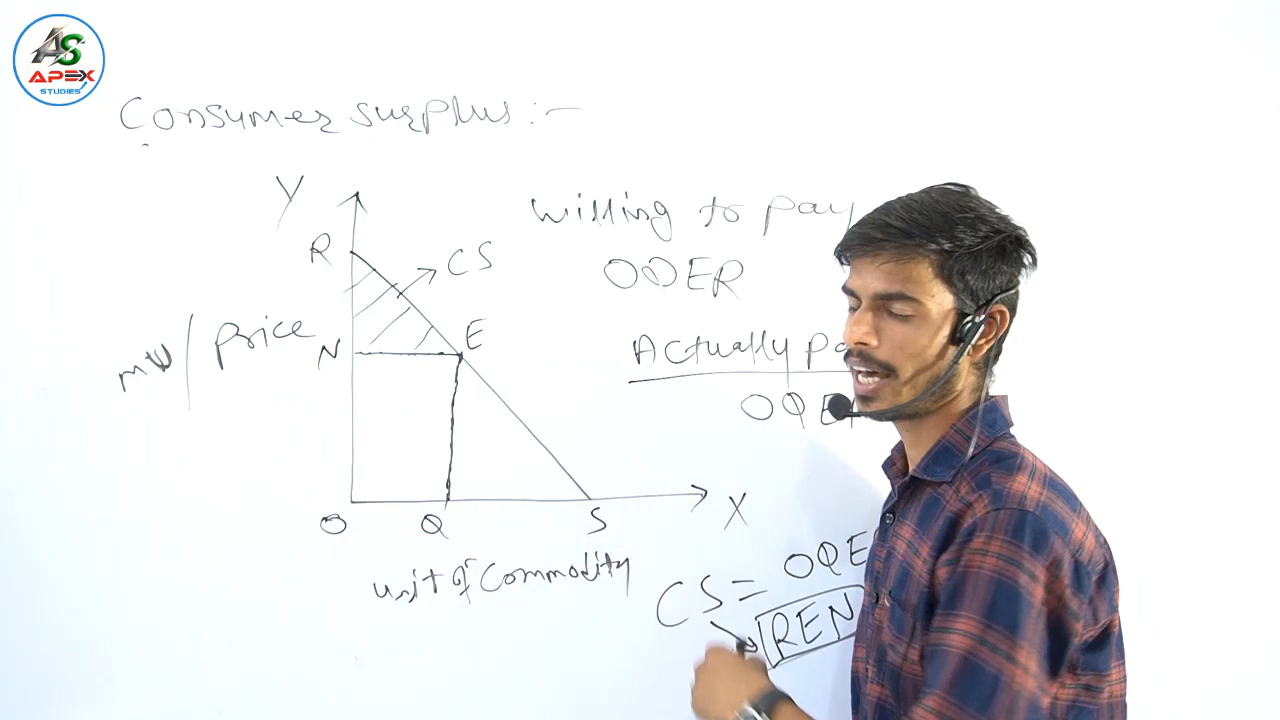 AS
APEX
STUDIES
Consumer surplus :-
Y
willing to pay
R
CS
OQER
mu / price
N
E
Actually pa
OQE
O
Q
S
X
unit of commodity
CS = OQE
REN